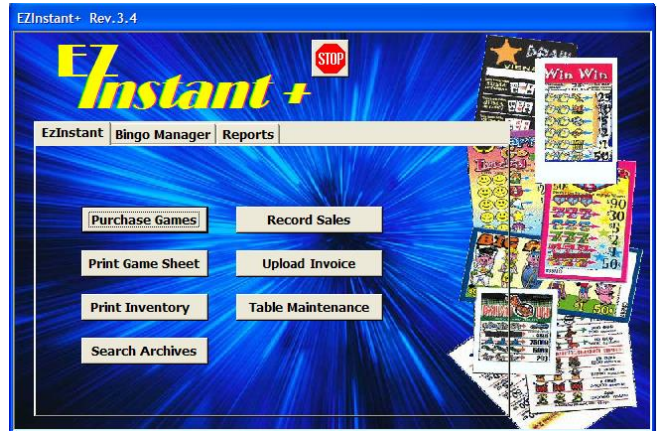 EZInstant+ Rev.3.4
EZ
Instant +
STOP
EzInstant Bingo Manager Reports
Purchase Games Record Sales
Print Game Sheet Upload Invoice
Print Inventory Table Maintenance
Search Archives
Win Win